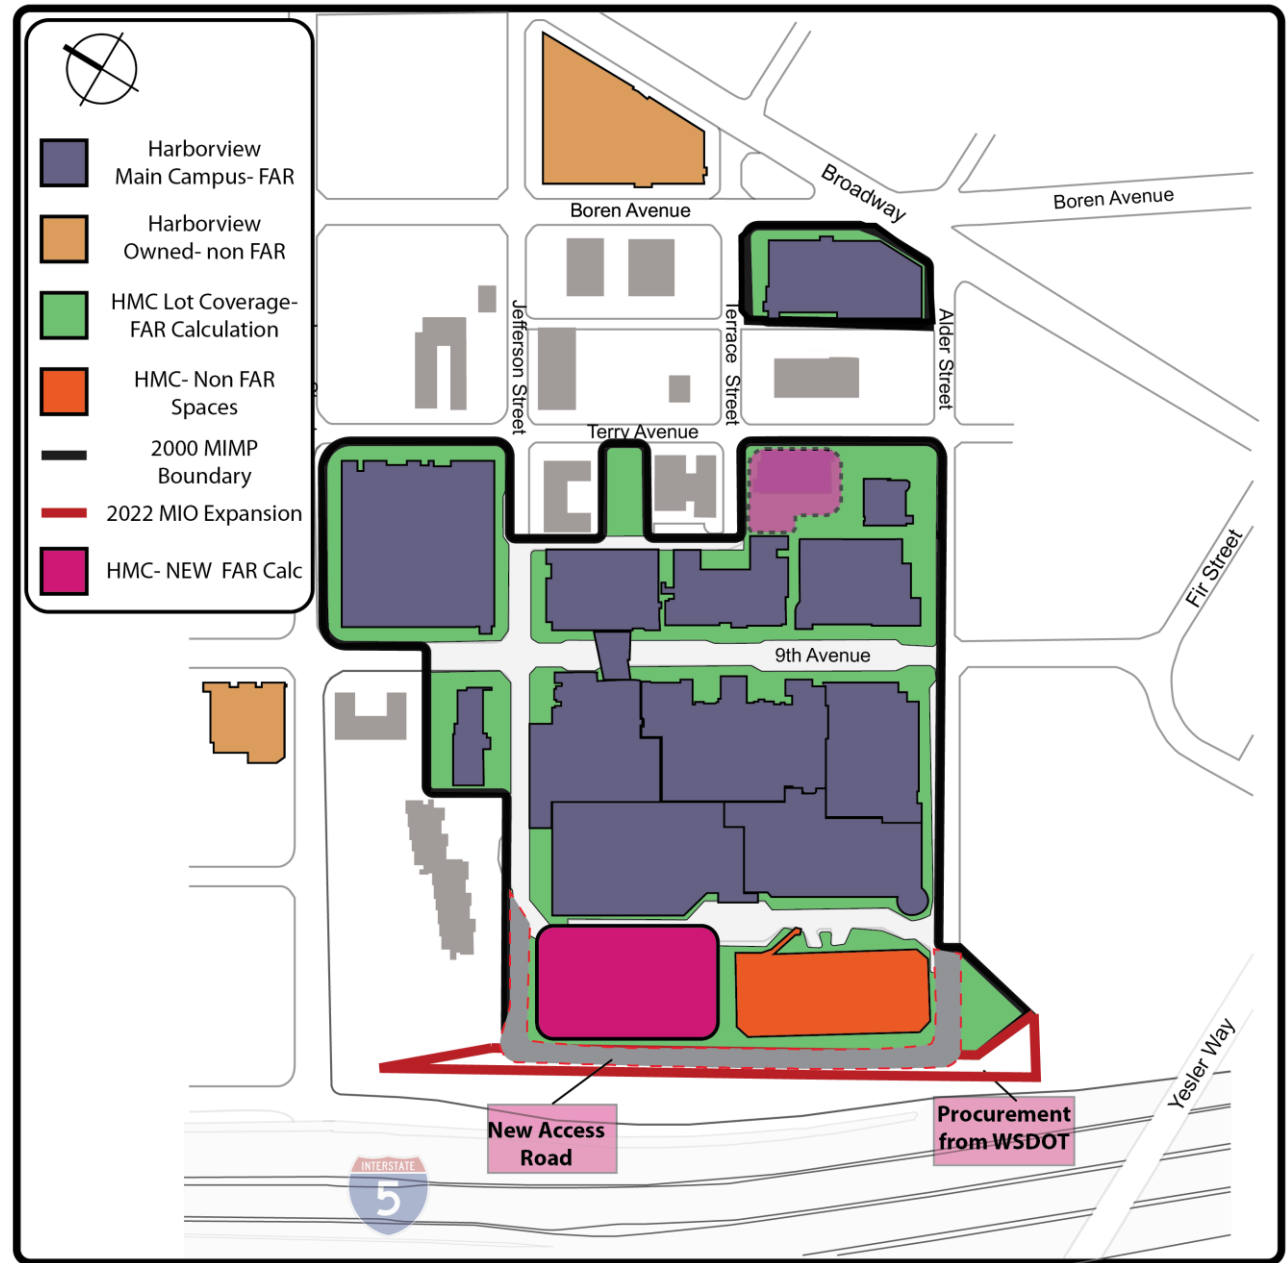 Harborview
Main Campus- FAR
Harborview
Owned- non FAR
HMC Lot Coverage-
FAR Calculation
HMC- Non FAR
Spaces
2000 MIMP
Boundary
2022 MIO Expansion
HMC- NEW FAR Calc
Broadway
Boren Avenue
Boren Avenue
Jefferson Street
Terrace Street
Alder Street
Terry Avenue
Fir Street
9th Avenue
Yesler Way
New Access
Road
Procurement
from WSDOT
INTERSTATE
5